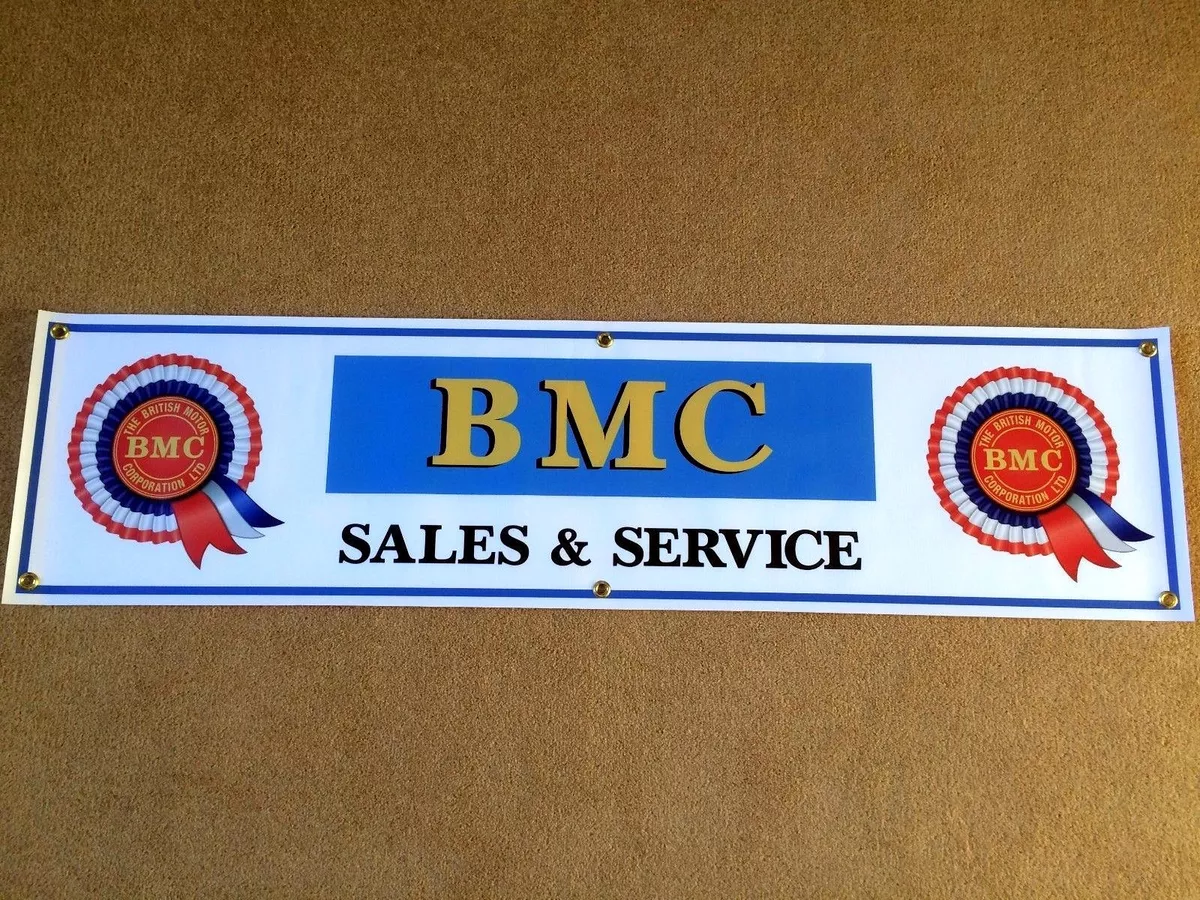 THE BRITISH MOTOR
BMC
CORPORATION LTD
BMC
SALES & SERVICE
THE BRITISH MOTOR
BMC
CORPORATION LTD